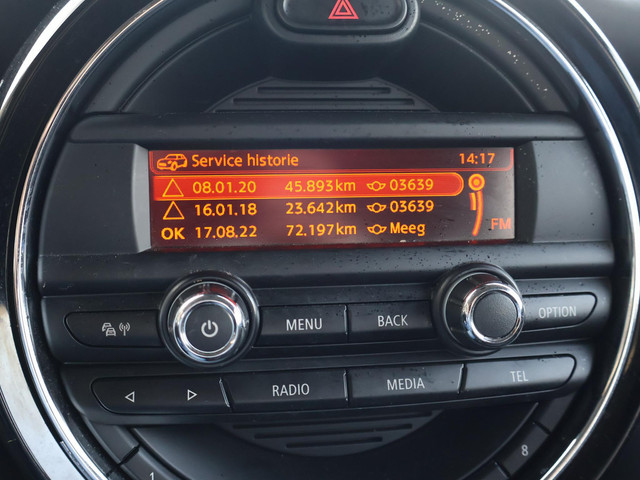 Service historie 14:17
08.01.20 45.893km 03639
16.01.18 23.642km 03639
OK 17.08.22 72.197km Meeg
FM
MENU BACK OPTION
RADIO MEDIA TEL
1 8